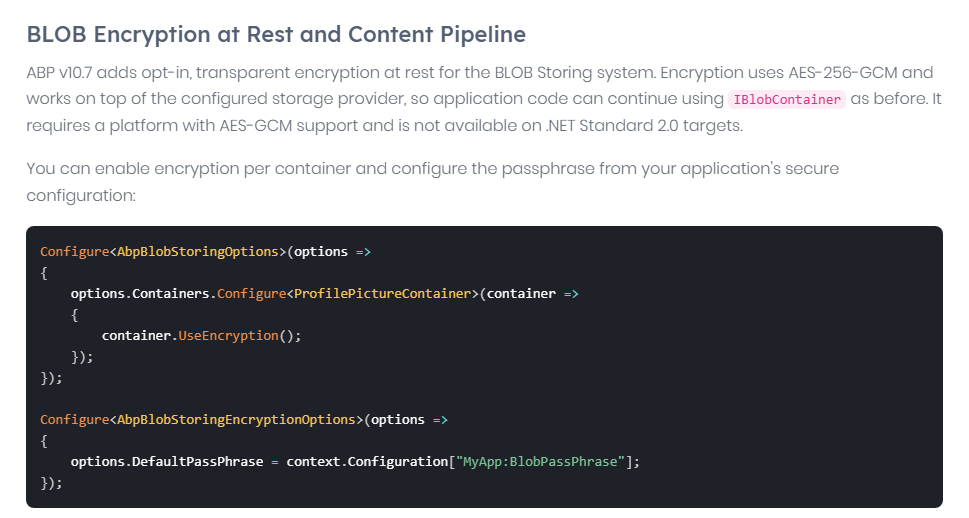 BLOB Encryption at Rest and Content Pipeline
ABP v10.7 adds opt-in, transparent encryption at rest for the BLOB Storing system. Encryption uses AES-256-GCM and
works on top of the configured storage provider, so application code can continue using IBlobContainer as before. It
requires a platform with AES-GCM support and is not available on .NET Standard 2.0 targets.
You can enable encryption per container and configure the passphrase from your application's secure
configuration:
Configure<AbpBlobStoringOptions>(options =>
{
    options.Containers.Configure<ProfilePictureContainer>(container =>
    {
        container.UseEncryption();
    });
});
Configure<AbpBlobStoringEncryptionOptions>(options =>
{
    options.DefaultPassPhrase = context.Configuration["MyApp:BlobPassPhrase"];
});